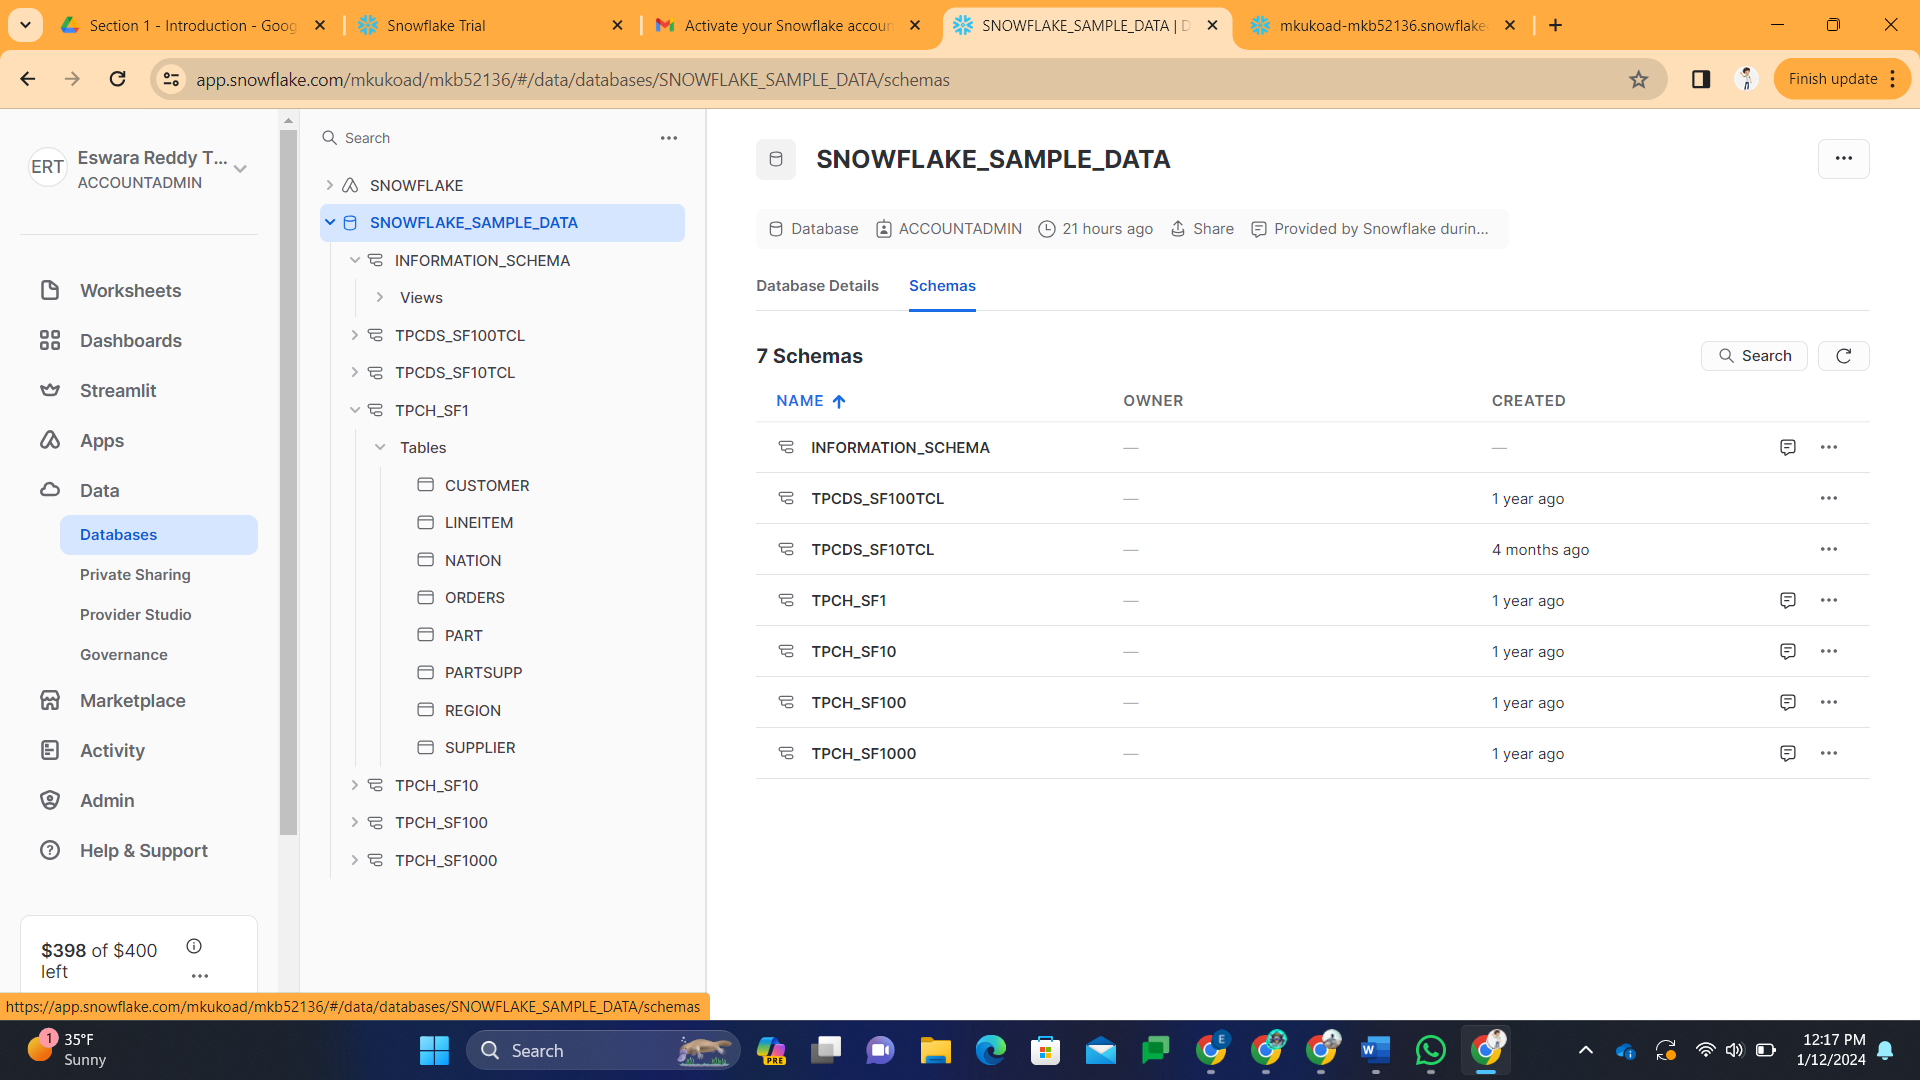 Section 1 - Introduction - Goog
Snowflake Trial
Activate your Snowflake accoun
SNOWFLAKE_SAMPLE_DATA | D
mkukoad-mkb52136.snowflake
app.snowflake.com/mkukoad/mkb52136/#/data/databases/SNOWFLAKE_SAMPLE_DATA/schemas
Finish update
ERT
Eswara Reddy T...
ACCOUNTADMIN
Worksheets
Dashboards
Streamlit
Apps
Data
Databases
Private Sharing
Provider Studio
Governance
Marketplace
Activity
Admin
Help & Support
$398 of $400
left
Search
SNOWFLAKE
SNOWFLAKE_SAMPLE_DATA
INFORMATION_SCHEMA
Views
TPCDS_SF100TCL
TPCDS_SF10TCL
TPCH_SF1
Tables
CUSTOMER
LINEITEM
NATION
ORDERS
PART
PARTSUPP
REGION
SUPPLIER
TPCH_SF10
TPCH_SF100
TPCH_SF1000
SNOWFLAKE_SAMPLE_DATA
Database ACCOUNTADMIN 21 hours ago Share Provided by Snowflake durin...
Database Details Schemas
7 Schemas
Search
NAME OWNER CREATED
INFORMATION_SCHEMA — —
TPCDS_SF100TCL — 1 year ago
TPCDS_SF10TCL — 4 months ago
TPCH_SF1 — 1 year ago
TPCH_SF10 — 1 year ago
TPCH_SF100 — 1 year ago
TPCH_SF1000 — 1 year ago
https://app.snowflake.com/mkukoad/mkb52136/#/data/databases/SNOWFLAKE_SAMPLE_DATA/schemas
1
35°F
Sunny
Search
PRE
E
W
12:17 PM
1/12/2024